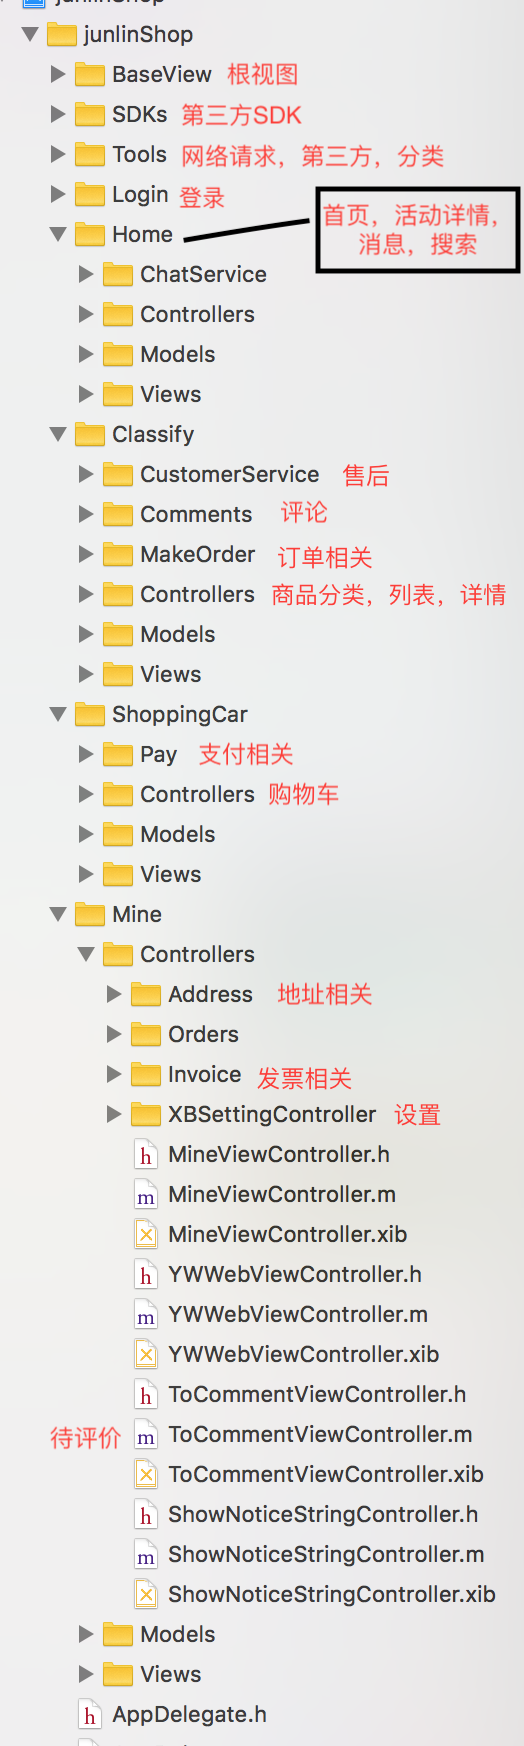 junlinShop
junlinShop
BaseView 根视图
SDKs 第三方SDK
Tools 网络请求，第三方，分类
Login 登录
Home
首页，活动详情，
消息，搜索
ChatService
Controllers
Models
Views
Classify
CustomerService 售后
Comments 评论
MakeOrder 订单相关
Controllers 商品分类，列表，详情
Models
Views
ShoppingCar
Pay 支付相关
Controllers 购物车
Models
Views
Mine
Controllers
Address 地址相关
Orders
Invoice 发票相关
XBSettingController 设置
h MineViewController.h
m MineViewController.m
MineViewController.xib
h YWWebViewController.h
m YWWebViewController.m
YWWebViewController.xib
h ToCommentViewController.h
待评价 m ToCommentViewController.m
ToCommentViewController.xib
h ShowNoticeStringController.h
m ShowNoticeStringController.m
ShowNoticeStringController.xib
Models
Views
h AppDelegate.h